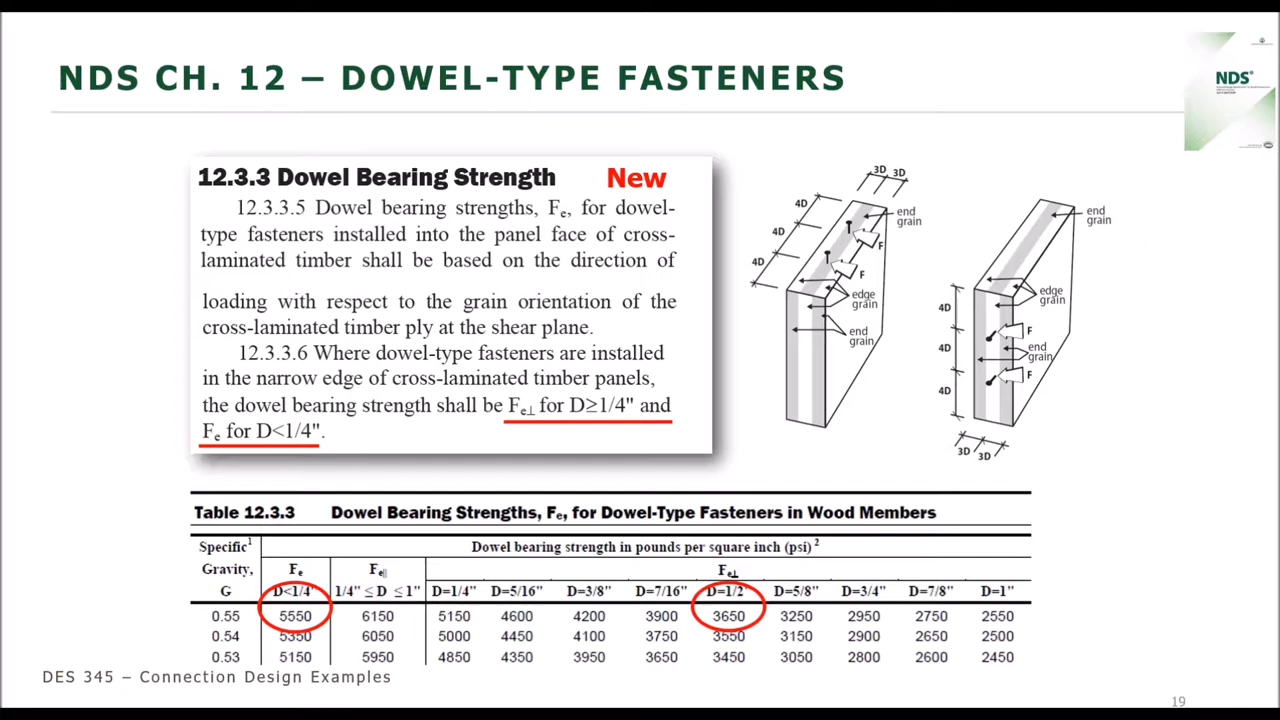 NDS CH. 12 – DOWEL-TYPE FASTENERS
NDS®
12.3.3 Dowel Bearing Strength New
12.3.3.5 Dowel bearing strengths, Fe, for dowel-
type fasteners installed into the panel face of cross-
laminated timber shall be based on the direction of
loading with respect to the grain orientation of the
cross-laminated timber ply at the shear plane.
12.3.3.6 Where dowel-type fasteners are installed
in the narrow edge of cross-laminated timber panels,
the dowel bearing strength shall be Fe⊥ for D≥1/4" and
Fe for D<1/4".
3D 3D
4D
4D
4D
end
grain
F
F
edge
grain
end
grain
end
grain
edge
grain
4D
4D
4D
F
F
end
grain
3D
3D
Table 12.3.3 Dowel Bearing Strengths, Fe, for Dowel-Type Fasteners in Wood Members
Specific1 Dowel bearing strength in pounds per square inch (psi) 2
Gravity, Fe Fe|| Fe⊥
G D<1/4" 1/4" ≤ D ≤ 1" D=1/4" D=5/16" D=3/8" D=7/16" D=1/2" D=5/8" D=3/4" D=7/8" D=1"
0.55 5550 6150 5150 4600 4200 3900 3650 3250 2950 2750 2550
0.54 5350 6050 5000 4450 4100 3750 3550 3150 2900 2650 2500
0.53 5150 5950 4850 4350 3950 3650 3450 3050 2800 2600 2450
DES 345 – Connection Design Examples
19